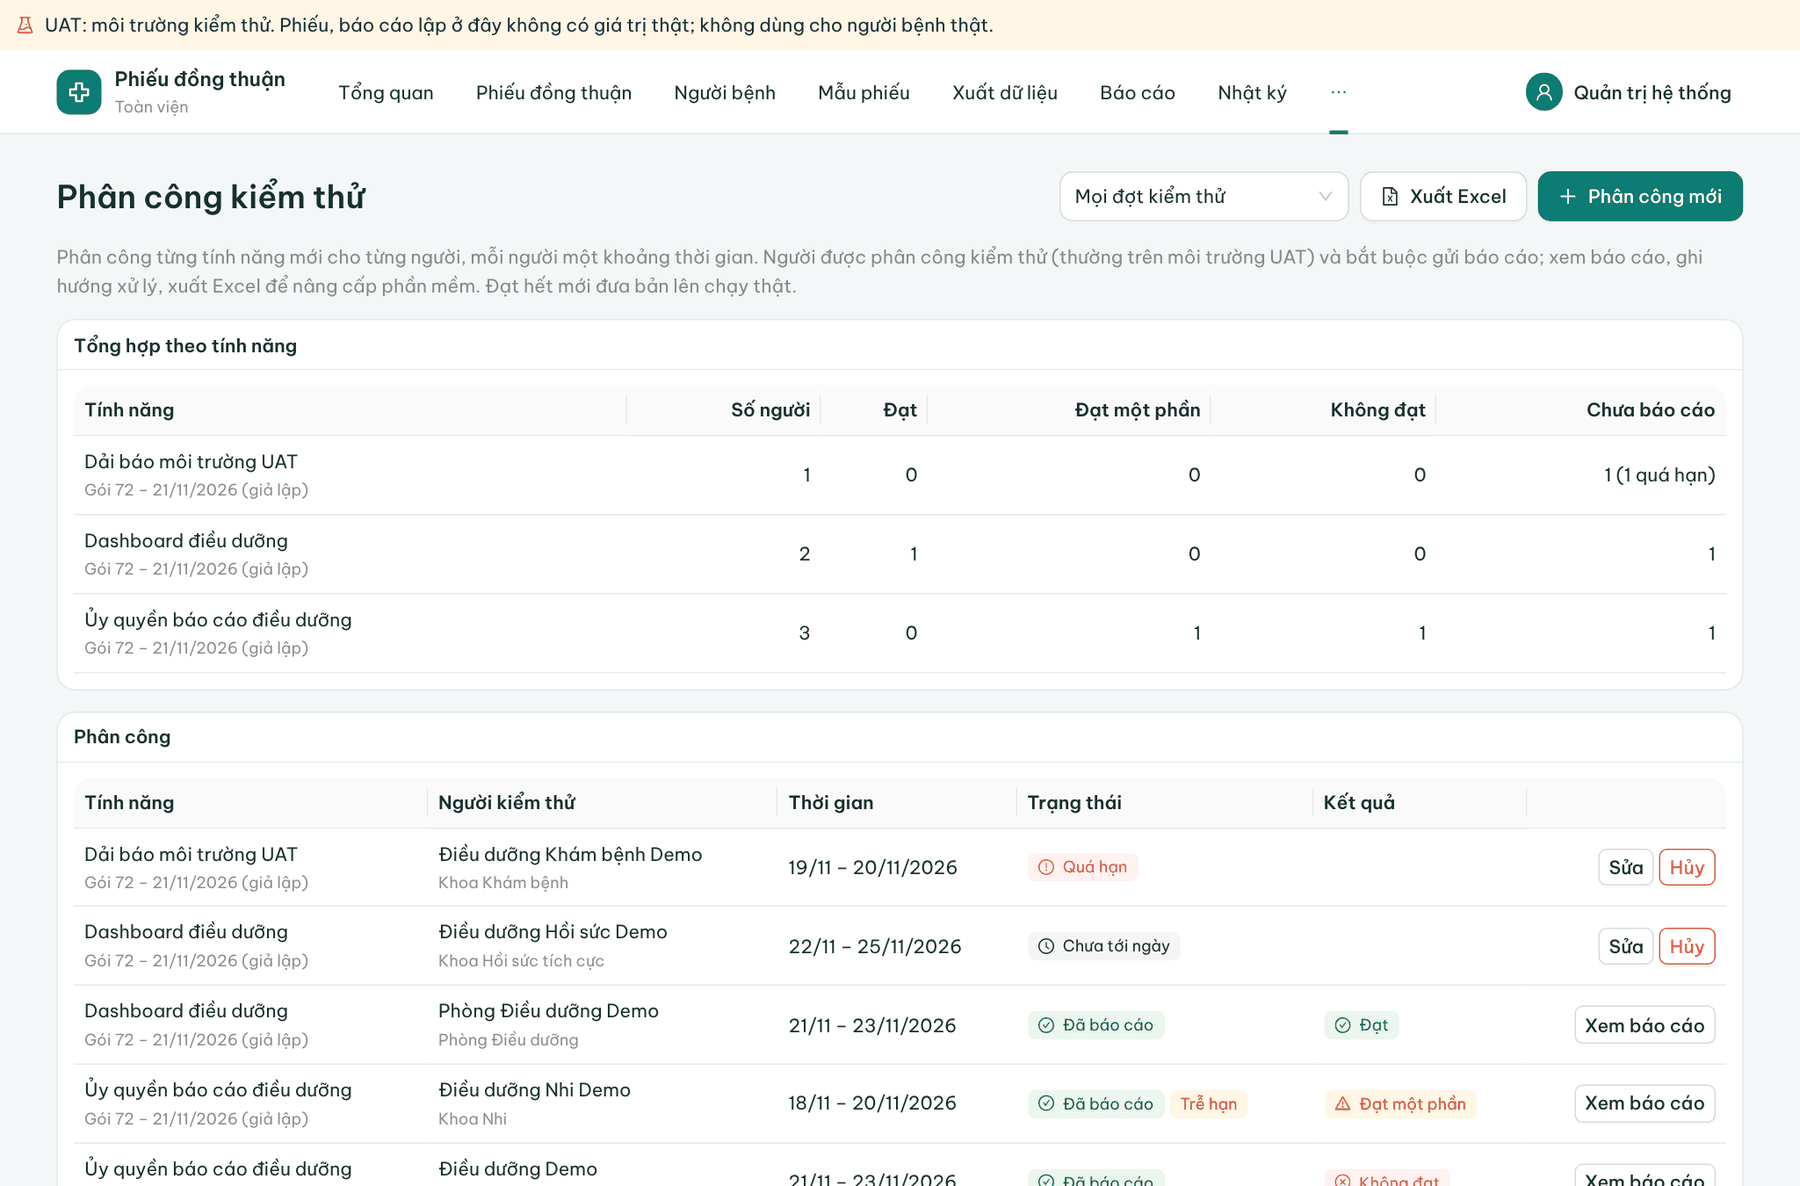 UAT: môi trường kiểm thử. Phiếu, báo cáo lập ở đây không có giá trị thật; không dùng cho người bệnh thật.
Phiếu đồng thuận
Toàn viện
Tổng quan
Phiếu đồng thuận
Người bệnh
Mẫu phiếu
Xuất dữ liệu
Báo cáo
Nhật ký
...
Quản trị hệ thống
Phân công kiểm thử
Mọi đợt kiểm thử
Xuất Excel
+ Phân công mới
Phân công từng tính năng mới cho từng người, mỗi người một khoảng thời gian. Người được phân công kiểm thử (thường trên môi trường UAT) và bắt buộc gửi báo cáo; xem báo cáo, ghi
hướng xử lý, xuất Excel để nâng cấp phần mềm. Đạt hết mới đưa bản lên chạy thật.
Tổng hợp theo tính năng
Tính năng Số người Đạt Đạt một phần Không đạt Chưa báo cáo
Dải báo môi trường UAT 1 0 0 0 1 (1 quá hạn)
Gói 72 – 21/11/2026 (giả lập)
Dashboard điều dưỡng 2 1 0 0 1
Gói 72 – 21/11/2026 (giả lập)
Ủy quyền báo cáo điều dưỡng 3 0 1 1 1
Gói 72 – 21/11/2026 (giả lập)
Phân công
Tính năng Người kiểm thử Thời gian Trạng thái Kết quả
Dải báo môi trường UAT Điều dưỡng Khám bệnh Demo 19/11 – 20/11/2026 Quá hạn Sửa Hủy
Gói 72 – 21/11/2026 (giả lập) Khoa Khám bệnh
Dashboard điều dưỡng Điều dưỡng Hồi sức Demo 22/11 – 25/11/2026 Chưa tới ngày Sửa Hủy
Gói 72 – 21/11/2026 (giả lập) Khoa Hồi sức tích cực
Dashboard điều dưỡng Phòng Điều dưỡng Demo 21/11 – 23/11/2026 Đã báo cáo Đạt Xem báo cáo
Gói 72 – 21/11/2026 (giả lập) Phòng Điều dưỡng
Ủy quyền báo cáo điều dưỡng Điều dưỡng Nhi Demo 18/11 – 20/11/2026 Đã báo cáo Trễ hạn Đạt một phần Xem báo cáo
Gói 72 – 21/11/2026 (giả lập) Khoa Nhi
Ủy quyền báo cáo điều dưỡng Điều dưỡng Demo 21/11 – 23/11/2026 Đã báo cáo Không đạt Xem báo cáo